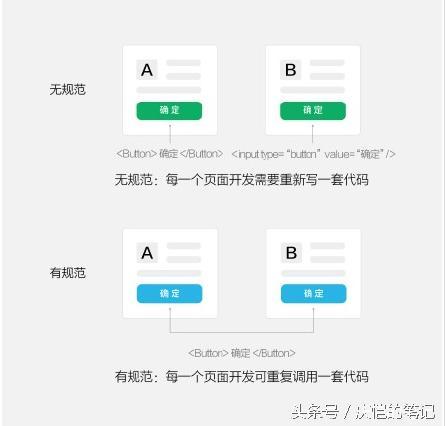 无规范
A
B
确 定
确 定
<Button> 确 定 </Button>
<input type= “button” value= “确定” />
无规范：每一个页面开发需要重新写一套代码
有规范
A
B
确 定
确 定
<Button> 确 定 </Button>
有规范：每一个页面开发可重复调用一套代码
头条号 / 庆恺的笔记